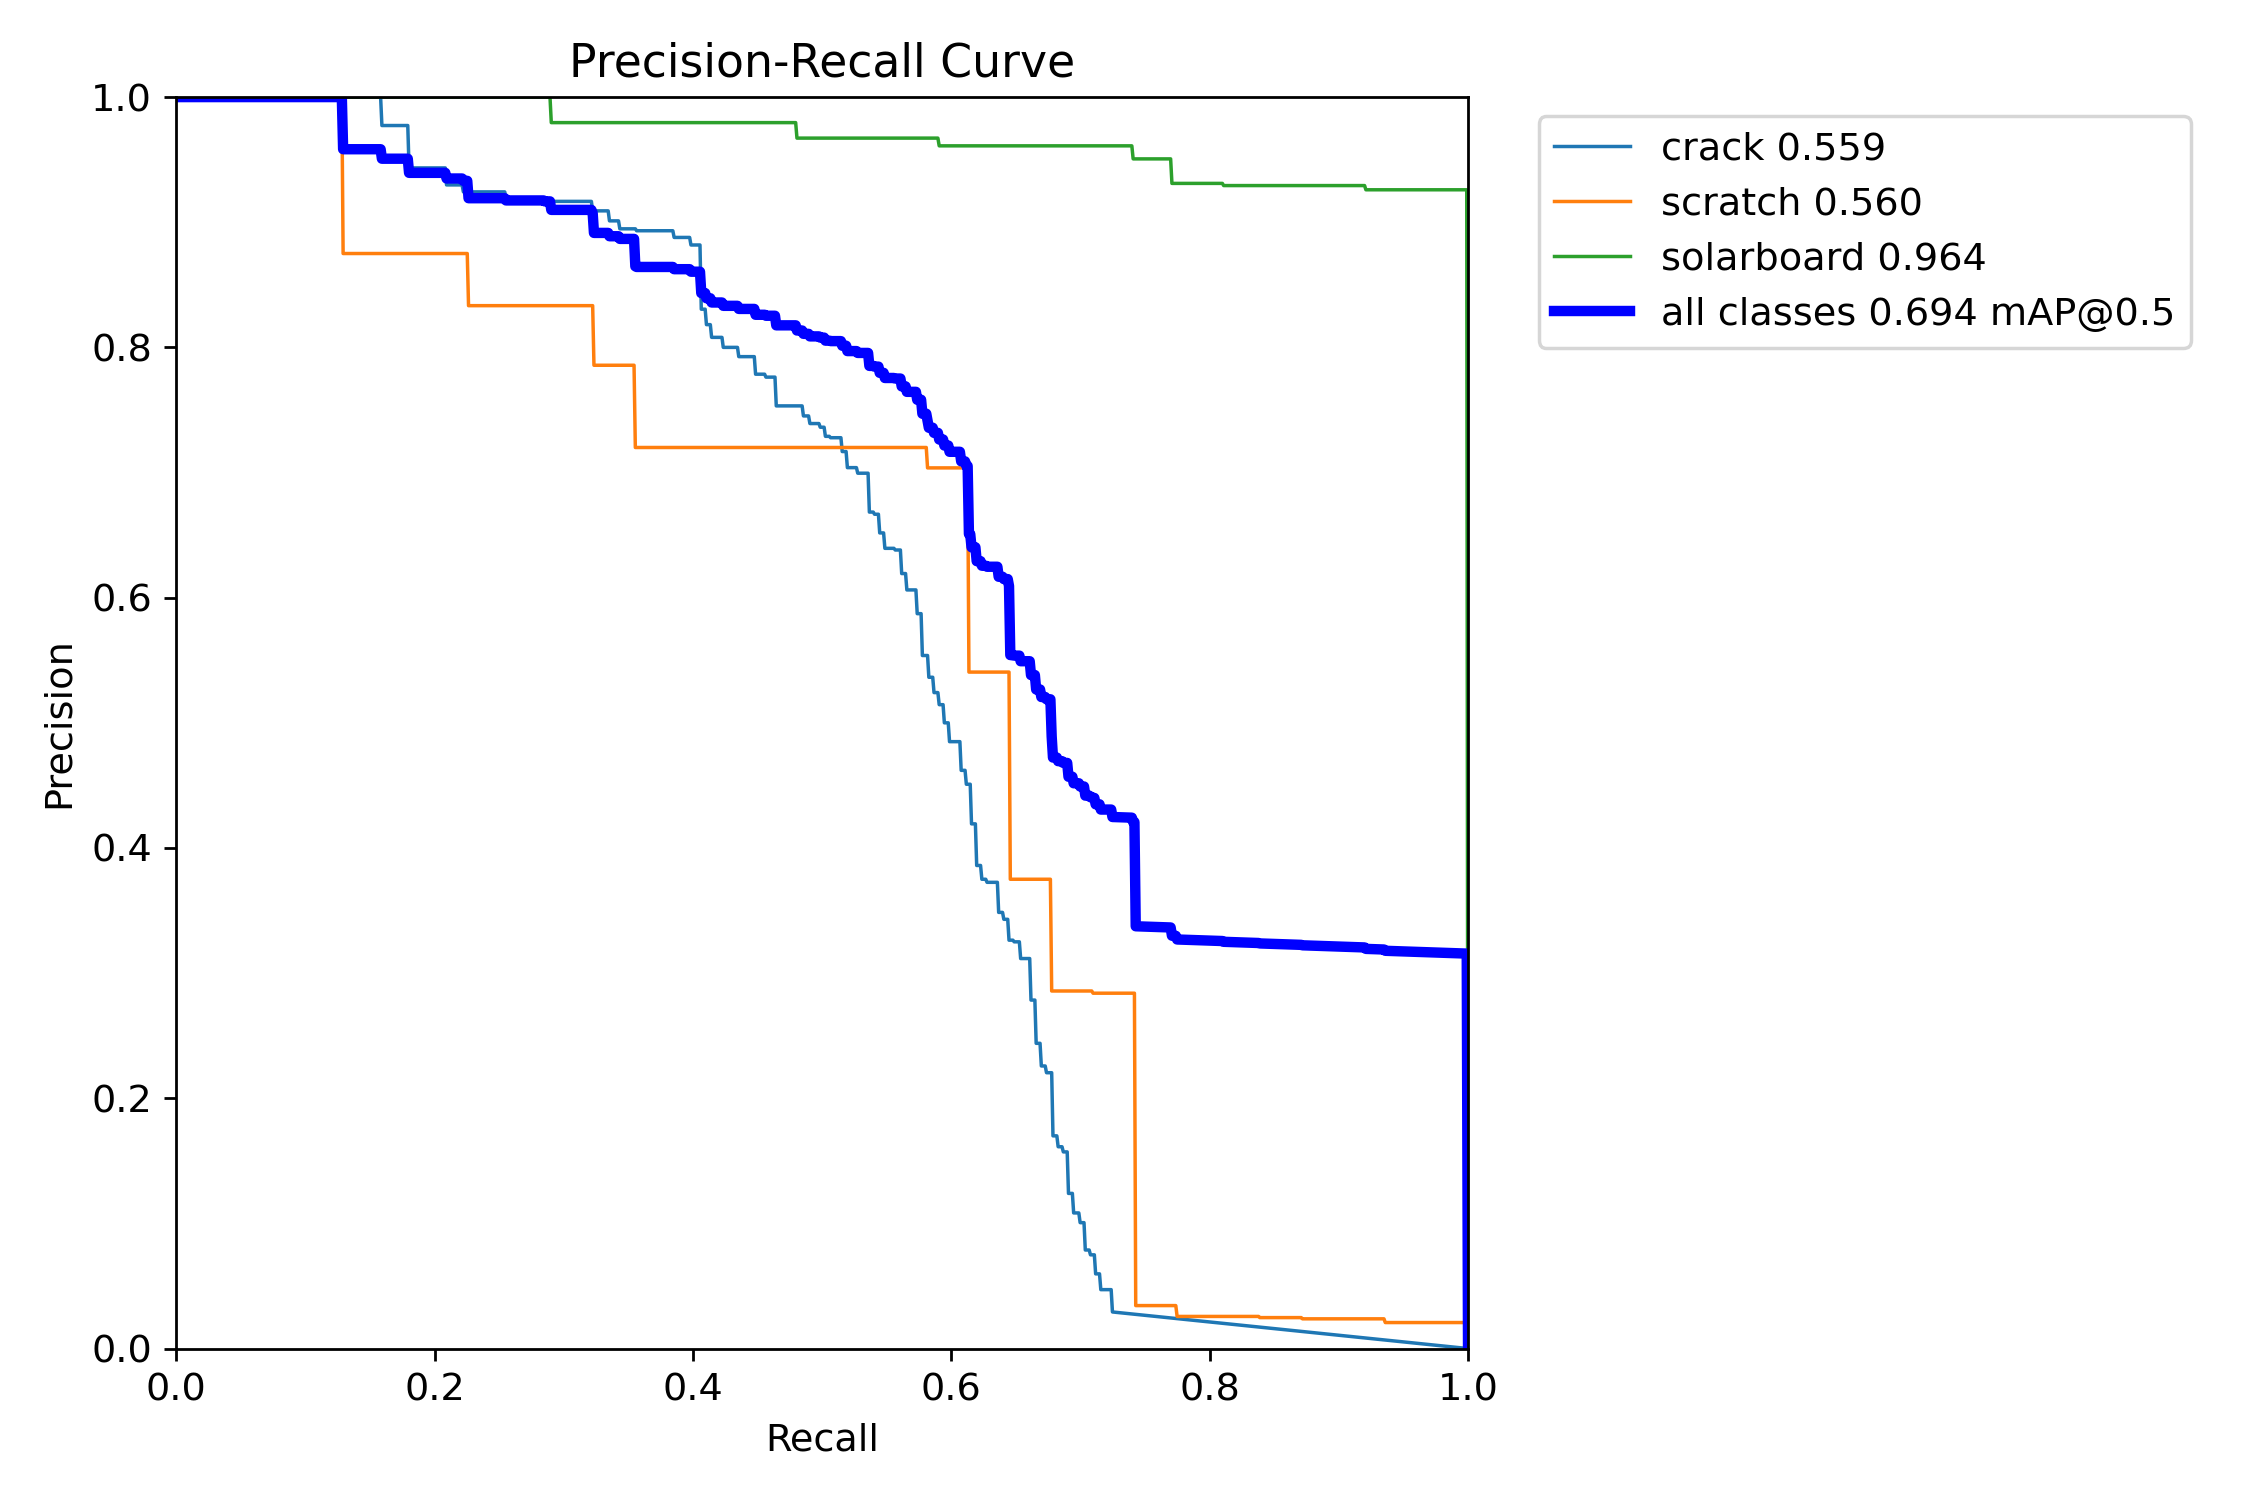 Precision-Recall Curve
crack 0.559
scratch 0.560
solarboard 0.964
all classes 0.694 mAP@0.5
Precision
1.0
0.8
0.6
0.4
0.2
0.0
0.0 0.2 0.4 0.6 0.8 1.0
Recall